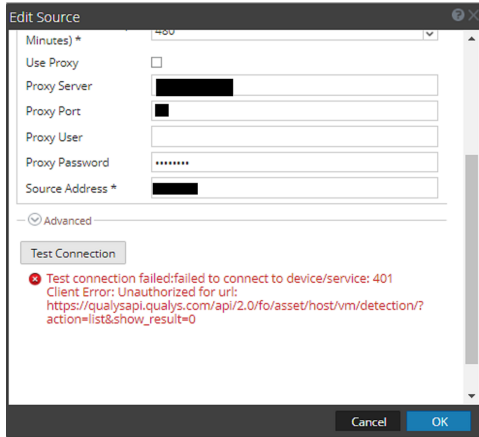 Edit Source
Minutes) *
480
Use Proxy
Proxy Server
Proxy Port
Proxy User
Proxy Password
········
Source Address *
Advanced
Test Connection
Test connection failed:failed to connect to device/service: 401
Client Error: Unauthorized for url:
https://qualysapi.qualys.com/api/2.0/fo/asset/host/vm/detection/?
action=list&show_result=0
Cancel
OK